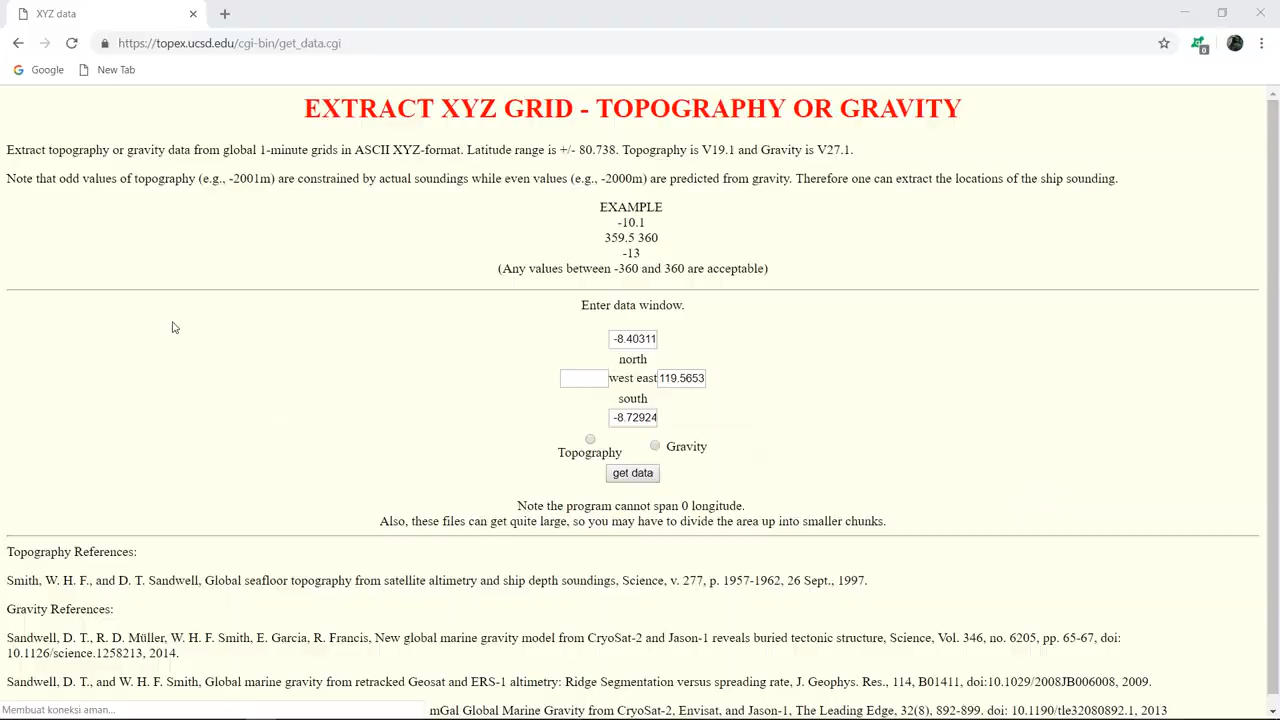 XYZ data
https://topex.ucsd.edu/cgi-bin/get_data.cgi
0
Google
New Tab
EXTRACT XYZ GRID - TOPOGRAPHY OR GRAVITY
Extract topography or gravity data from global 1-minute grids in ASCII XYZ-format. Latitude range is +/- 80.738. Topography is V19.1 and Gravity is V27.1.
Note that odd values of topography (e.g., -2001m) are constrained by actual soundings while even values (e.g., -2000m) are predicted from gravity. Therefore one can extract the locations of the ship sounding.
EXAMPLE
-10.1
359.5 360
-13
(Any values between -360 and 360 are acceptable)
Enter data window.
-8.40311
north
west east 119.5653
south
-8.72924
Topography
Gravity
get data
Note the program cannot span 0 longitude.
Also, these files can get quite large, so you may have to divide the area up into smaller chunks.
Topography References:
Smith, W. H. F., and D. T. Sandwell, Global seafloor topography from satellite altimetry and ship depth soundings, Science, v. 277, p. 1957-1962, 26 Sept., 1997.
Gravity References:
Sandwell, D. T., R. D. Müller, W. H. F. Smith, E. Garcia, R. Francis, New global marine gravity model from CryoSat-2 and Jason-1 reveals buried tectonic structure, Science, Vol. 346, no. 6205, pp. 65-67, doi:
10.1126/science.1258213, 2014.
Sandwell, D. T., and W. H. F. Smith, Global marine gravity from retracked Geosat and ERS-1 altimetry: Ridge Segmentation versus spreading rate, J. Geophys. Res., 114, B01411, doi:10.1029/2008JB006008, 2009.
Membuat koneksi aman...
mGal Global Marine Gravity from CryoSat-2, Envisat, and Jason-1, The Leading Edge, 32(8), 892-899. doi: 10.1190/tle32080892.1, 2013